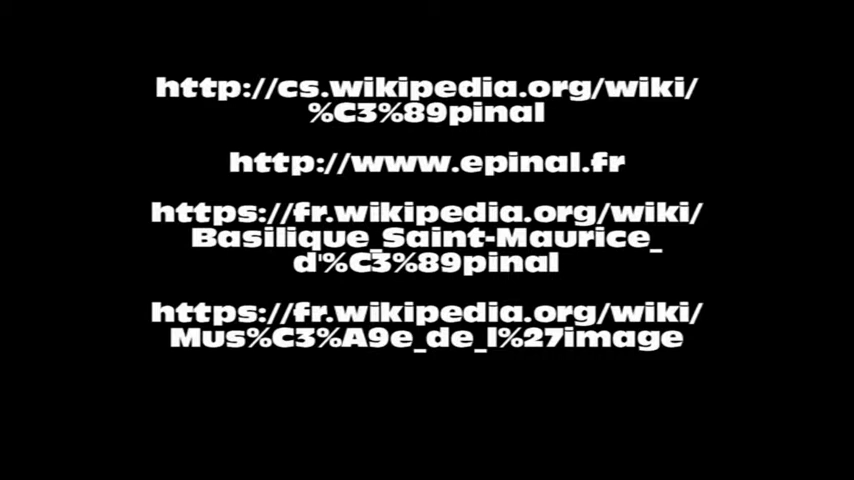 http://cs.wikipedia.org/wiki/
%C3%89pinal
http://www.epinal.fr
https://fr.wikipedia.org/wiki/
Basilique_Saint-Maurice_
d'%C3%89pinal
https://fr.wikipedia.org/wiki/
Mus%C3%A9e_de_l%27image